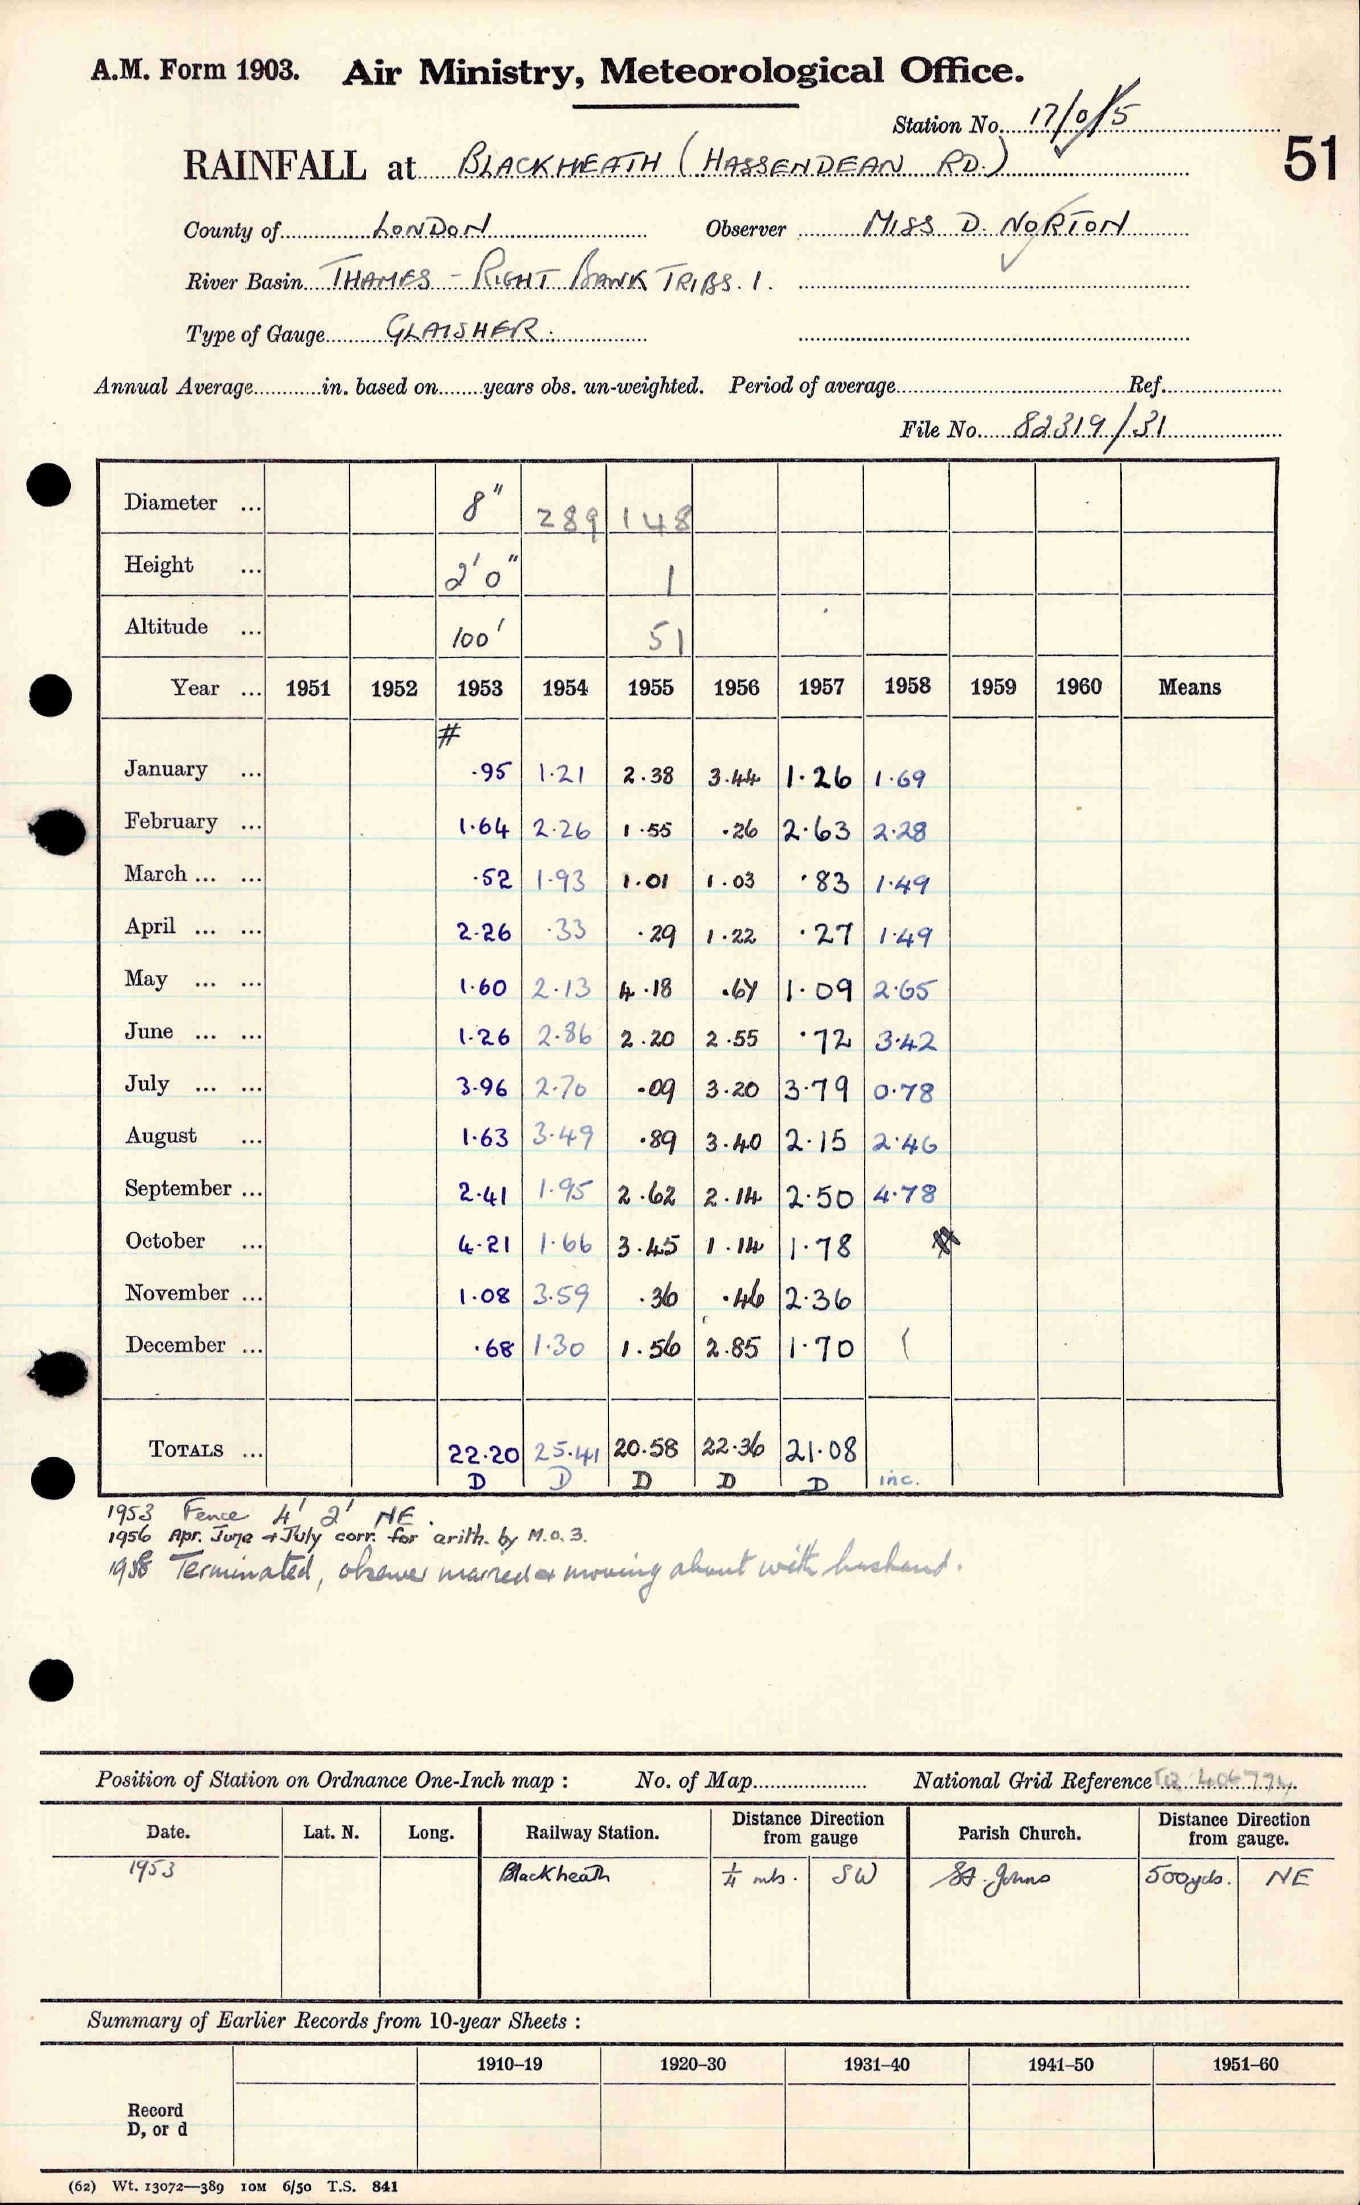 A.M. Form 1903. Air Ministry, Meteorological Office.
Station No. 17/0/5
51
RAINFALL at BLACKHEATH (HASSENDEAN RD.)
County of LONDON Observer MISS D. NORTON
River Basin THAMES - RIGHT BANK TRIBS. 1.
Type of Gauge GLAISHER.
Annual Average in. based on years obs. un-weighted. Period of average Ref.
File No. 82319/31
Diameter ... 8" 289 148
Height ... 2'0" 1
Altitude ... 100' 51
Year ... 1951 1952 1953 1954 1955 1956 1957 1958 1959 1960 Means
#
January ... .95 1.21 2.38 3.44 1.26 1.69
February ... 1.64 2.26 1.55 .26 2.63 2.28
March ... ... .52 1.93 1.01 1.03 .83 1.49
April ... ... 2.26 .33 .29 1.22 .27 1.49
May ... ... 1.60 2.13 4.18 .67 1.09 2.65
June ... ... 1.26 2.86 2.20 2.55 .72 3.42
July ... ... 3.96 2.70 .09 3.20 3.79 0.78
August ... 1.63 3.49 .89 3.40 2.15 2.46
September ... 2.41 1.95 2.62 2.14 2.50 4.78
October ... 4.21 1.66 3.45 1.14 1.78 #
November ... 1.08 3.59 .36 .46 2.36
December ... .68 1.30 1.56 2.85 1.70
TOTALS ... 22.20 25.41 20.58 22.36 21.08
D D D D D inc.
1953 Fence 4' 2' NE.
1956 Apr. June + July corr. for arith. by M.O.3.
1958 Terminated, observer married & moving about with husband.
Position of Station on Ordnance One-Inch map : No. of Map National Grid Reference TQ 406774
Date. Lat. N. Long. Railway Station. Distance Direction from gauge Parish Church. Distance Direction from gauge.
1953 Blackheath 1/4 mls. SW St. Johns 500yds. NE
Summary of Earlier Records from 10-year Sheets :
1910-19 1920-30 1931-40 1941-50 1951-60
Record
D, or d
(62) Wt. 13072—389 10M 6/50 T.S. 841